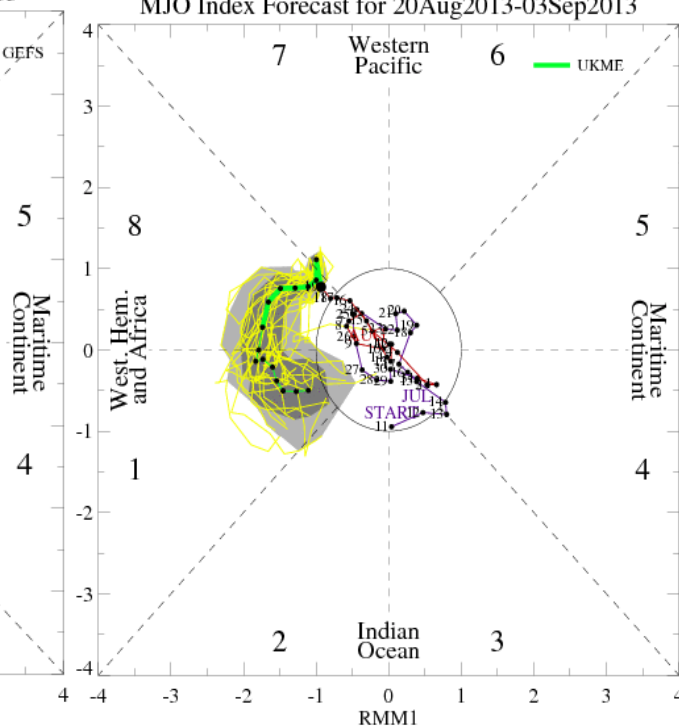 MJO Index Forecast for 20Aug2013-03Sep2013
GEFS
5
Maritime
Continent
4
4
4
3
2
1
0
-1
-2
-3
-4
7
Western
Pacific
6
UKME
8
5
West. Hem.
and Africa
Maritime
Continent
1
4
JUL
START
2
Indian
Ocean
3
-4
-3
-2
-1
0
1
2
3
4
RMM1